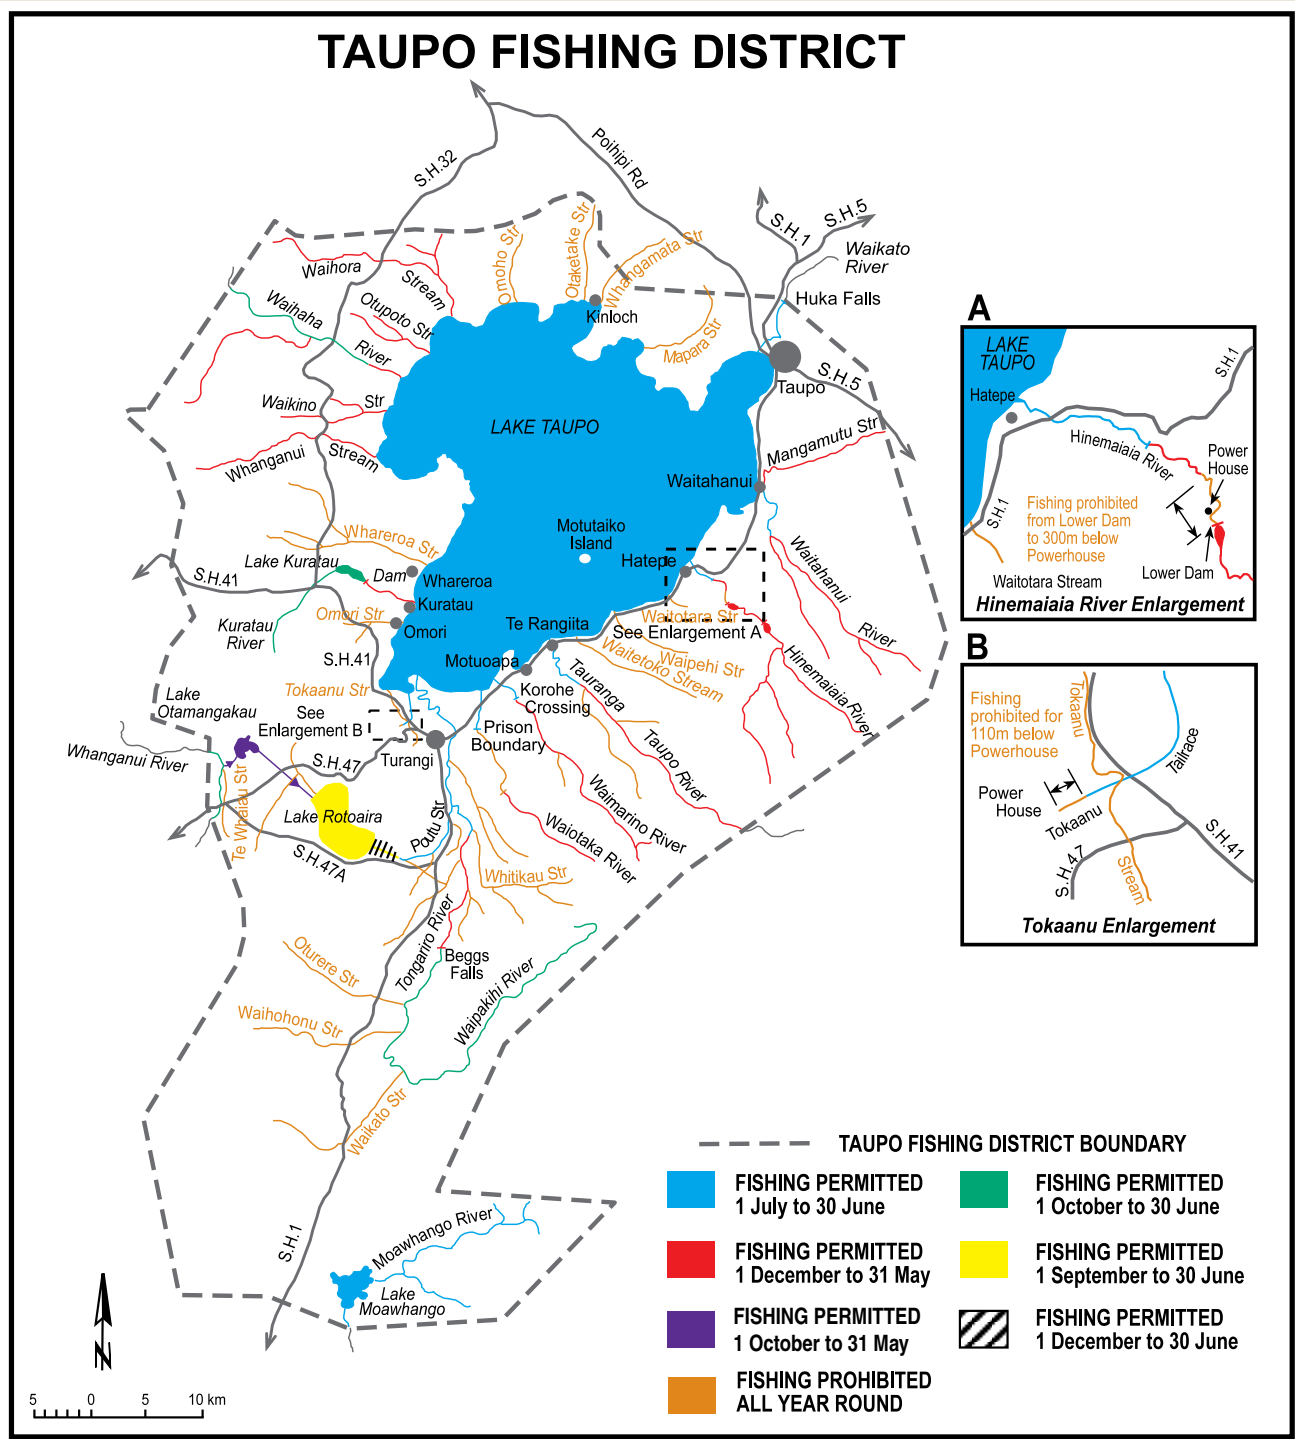 TAUPO FISHING DISTRICT
S.H.32
Poihipi Rd
S.H.1
S.H.5
Waikato
River
Huka Falls
Omoho Str
Otaketake Str
Whangamata Str
Kinloch
Mapara Str
Waihora
Stream
Waihaha
River
Otupoto Str
Taupo
S.H.5
Waikino
Str
Whanganui
Stream
LAKE TAUPO
Mangamutu Str
Waitahanui
Whareroa Str
Motutaiko
Island
Lake Kuratau
Dam
Whareroa
Hatepe
Waitahanui
River
S.H.41
Kuratau
Omori Str
Omori
Kuratau
River
Te Rangiita
Waitotara Str
See Enlargement A
S.H.41
Motuoapa
Waipehi Str
Waitetoko Stream
Hinemaiaia River
Tokaanu Str
Korohe
Crossing
Tauranga
Taupo River
Lake
Otamangakau
See
Enlargement B
Prison
Boundary
Whanganui River
S.H.47
Turangi
Te Whaiau Str
Lake Rotoaira
Poutu Str
Waimarino River
Waiotaka River
S.H.47A
Whitikau Str
Tongariro River
Beggs
Falls
Oturere Str
Waipakihi River
Waihohonu Str
Waikato Str
S.H.1
Moawhango River
Lake
Moawhango
N
5 0 5 10 km
A
LAKE
TAUPO
Hatepe
S.H.1
Hinemaiaia River
Power
House
S.H.1
Fishing prohibited
from Lower Dam
to 300m below
Powerhouse
Waitotara Stream
Lower Dam
Hinemaiaia River Enlargement
B
Fishing
prohibited for
110m below
Powerhouse
Tokaanu
Tailrace
Power
House
Tokaanu
S.H.47
Stream
S.H.41
Tokaanu Enlargement
TAUPO FISHING DISTRICT BOUNDARY
FISHING PERMITTED
1 July to 30 June
FISHING PERMITTED
1 October to 30 June
FISHING PERMITTED
1 December to 31 May
FISHING PERMITTED
1 September to 30 June
FISHING PERMITTED
1 October to 31 May
FISHING PERMITTED
1 December to 30 June
FISHING PROHIBITED
ALL YEAR ROUND